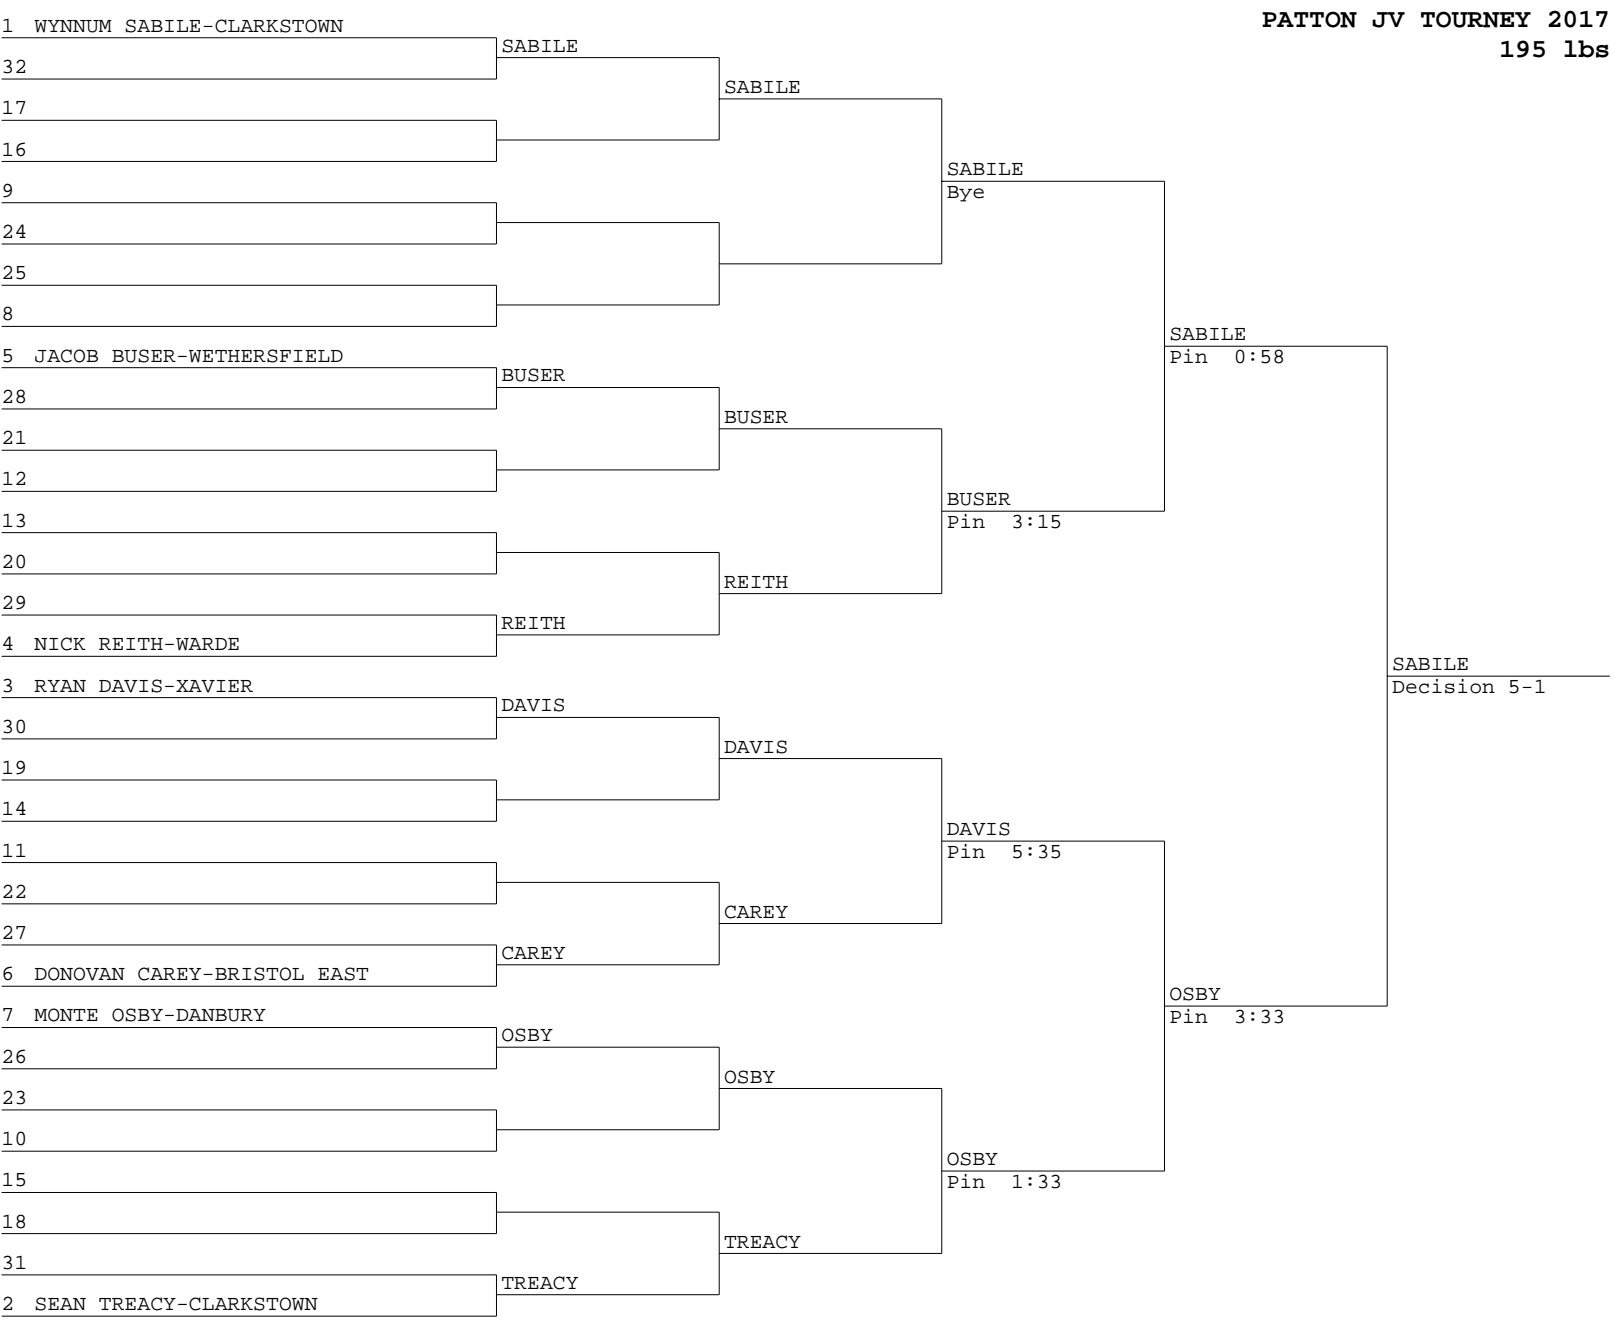 PATTON JV TOURNEY 2017
195 lbs
1 WYNNUM SABILE-CLARKSTOWN
32
17
16
9
24
25
8
5 JACOB BUSER-WETHERSFIELD
28
21
12
13
20
29
4 NICK REITH-WARDE
3 RYAN DAVIS-XAVIER
30
19
14
11
22
27
6 DONOVAN CAREY-BRISTOL EAST
7 MONTE OSBY-DANBURY
26
23
10
15
18
31
2 SEAN TREACY-CLARKSTOWN
SABILE
BUSER
REITH
DAVIS
CAREY
OSBY
TREACY
SABILE
BUSER
REITH
DAVIS
CAREY
OSBY
TREACY
SABILE
Bye
BUSER
Pin 3:15
DAVIS
Pin 5:35
OSBY
Pin 1:33
SABILE
Pin 0:58
OSBY
Pin 3:33
SABILE
Decision 5-1